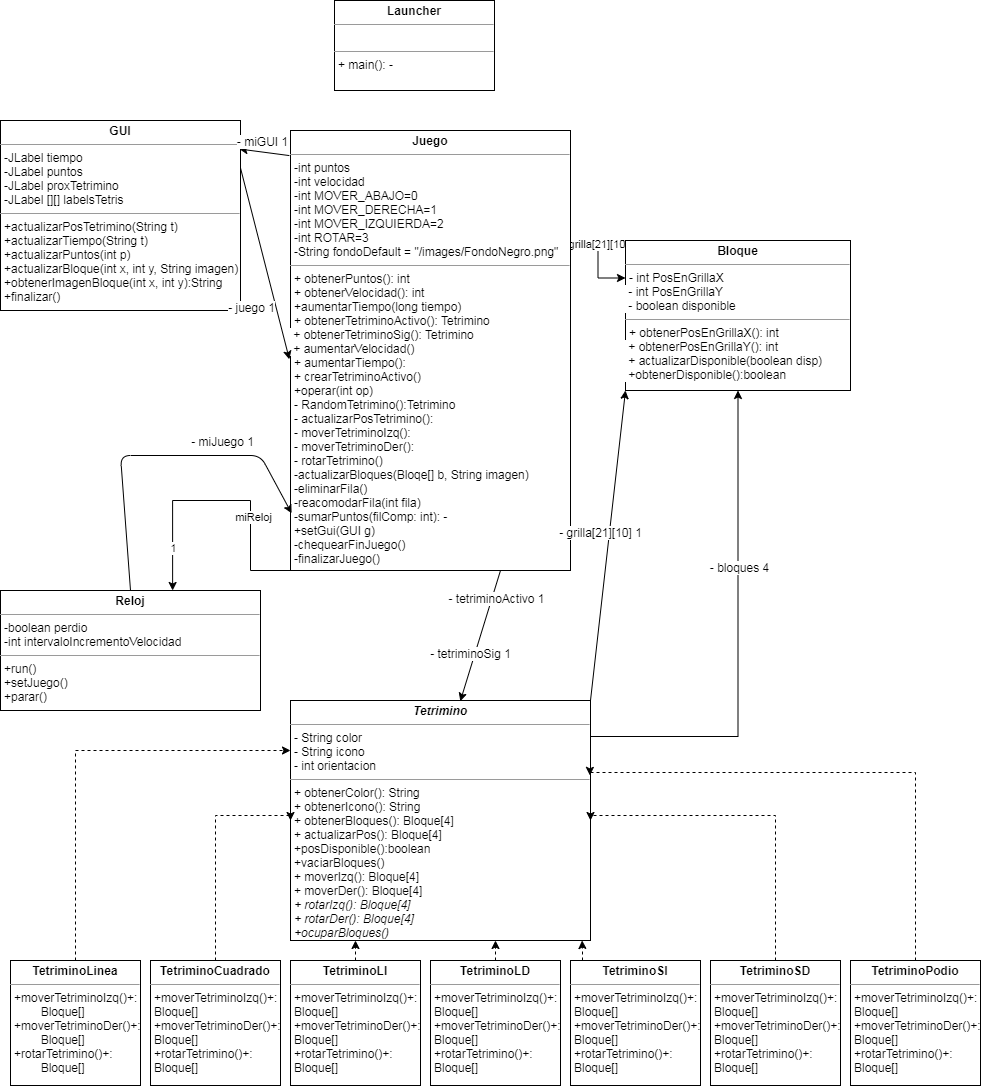 Launcher
+ main(): -
GUI
-JLabel tiempo
-JLabel puntos
-JLabel proxTetrimino
-JLabel [][] labelsTetris
+actualizarPosTetrimino(String t)
+actualizarTiempo(String t)
+actualizarPuntos(int p)
+actualizarBloque(int x, int y, String imagen)
+obtenerImagenBloque(int x, int y):String
+finalizar()
- miGUI 1
- juego 1
Juego
-int puntos
-int velocidad
-int MOVER_ABAJO=0
-int MOVER_DERECHA=1
-int MOVER_IZQUIERDA=2
-int ROTAR=3
-String fondoDefault = "/images/FondoNegro.png"
+ obtenerPuntos(): int
+ obtenerVelocidad(): int
+aumentarTiempo(long tiempo)
+ obtenerTetriminoActivo(): Tetrimino
+ obtenerTetriminoSig(): Tetrimino
+ aumentarVelocidad()
+ aumentarTiempo():
+ crearTetriminoActivo()
+operar(int op)
- RandomTetrimino():Tetrimino
- actualizarPosTetrimino():
- moverTetriminoIzq():
- moverTetriminoDer():
- rotarTetrimino()
-actualizarBloques(Bloqe[] b, String imagen)
-eliminarFila()
-reacomodarFila(int fila)
-sumarPuntos(filComp: int): -
+setGui(GUI g)
-chequearFinJuego()
-finalizarJuego()
grilla[21][10
Bloque
- int PosEnGrillaX
- int PosEnGrillaY
- boolean disponible
+ obtenerPosEnGrillaX(): int
+ obtenerPosEnGrillaY(): int
+ actualizarDisponible(boolean disp)
+obtenerDisponible():boolean
- miJuego 1
miReloj
1
- grilla[21][10] 1
- bloques 4
Reloj
-boolean perdio
-int intervaloIncrementoVelocidad
+run()
+setJuego()
+parar()
- tetriminoActivo 1
- tetriminoSig 1
Tetrimino
- String color
- String icono
- int orientacion
+ obtenerColor(): String
+ obtenerIcono(): String
+ obtenerBloques(): Bloque[4]
+ actualizarPos(): Bloque[4]
+posDisponible():boolean
+vaciarBloques()
+ moverIzq(): Bloque[4]
+ moverDer(): Bloque[4]
+ rotarIzq(): Bloque[4]
+ rotarDer(): Bloque[4]
+ocuparBloques()
TetriminoLinea
+moverTetriminoIzq()+:
Bloque[]
+moverTetriminoDer()+:
Bloque[]
+rotarTetrimino()+:
Bloque[]
TetriminoCuadrado
+moverTetriminoIzq()+:
Bloque[]
+moverTetriminoDer()+:
Bloque[]
+rotarTetrimino()+:
Bloque[]
TetriminoLI
+moverTetriminoIzq()+:
Bloque[]
+moverTetriminoDer()+:
Bloque[]
+rotarTetrimino()+:
Bloque[]
TetriminoLD
+moverTetriminoIzq()+:
Bloque[]
+moverTetriminoDer()+:
Bloque[]
+rotarTetrimino()+:
Bloque[]
TetriminoSI
+moverTetriminoIzq()+:
Bloque[]
+moverTetriminoDer()+:
Bloque[]
+rotarTetrimino()+:
Bloque[]
TetriminoSD
+moverTetriminoIzq()+:
Bloque[]
+moverTetriminoDer()+:
Bloque[]
+rotarTetrimino()+:
Bloque[]
TetriminoPodio
+moverTetriminoIzq()+:
Bloque[]
+moverTetriminoDer()+:
Bloque[]
+rotarTetrimino()+:
Bloque[]